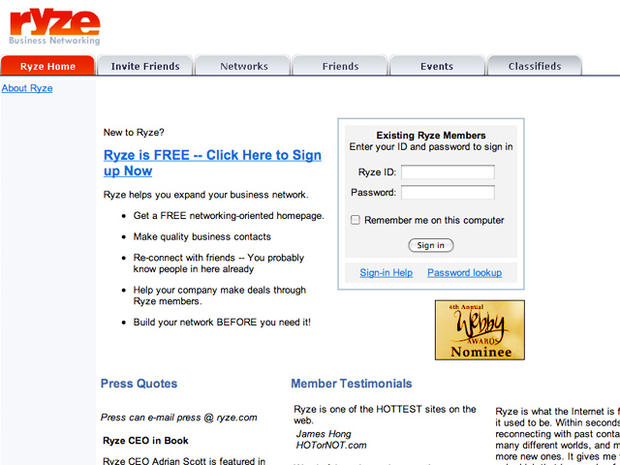 ryze
Business Networking
Ryze Home
Invite Friends
Networks
Friends
Events
Classifieds
About Ryze
New to Ryze?
Ryze is FREE -- Click Here to Sign
up Now
Ryze helps you expand your business network.
• Get a FREE networking-oriented homepage.
• Make quality business contacts
• Re-connect with friends -- You probably
know people in here already
• Help your company make deals through
Ryze members.
• Build your network BEFORE you need it!
Existing Ryze Members
Enter your ID and password to sign in
Ryze ID:
Password:
Remember me on this computer
Sign in
Sign-in Help
Password lookup
6th Annual
Webby
AWARDS
Nominee
Press Quotes
Press can e-mail press @ ryze.com
Ryze CEO in Book
Ryze CEO Adrian Scott is featured in
Member Testimonials
Ryze is one of the HOTTEST sites on the
web.
James Hong
HOTorNOT.com
Ryze is what the Internet is
it used to be. Within seconds
reconnecting with past
many different worlds, and
more new ones. It gives me